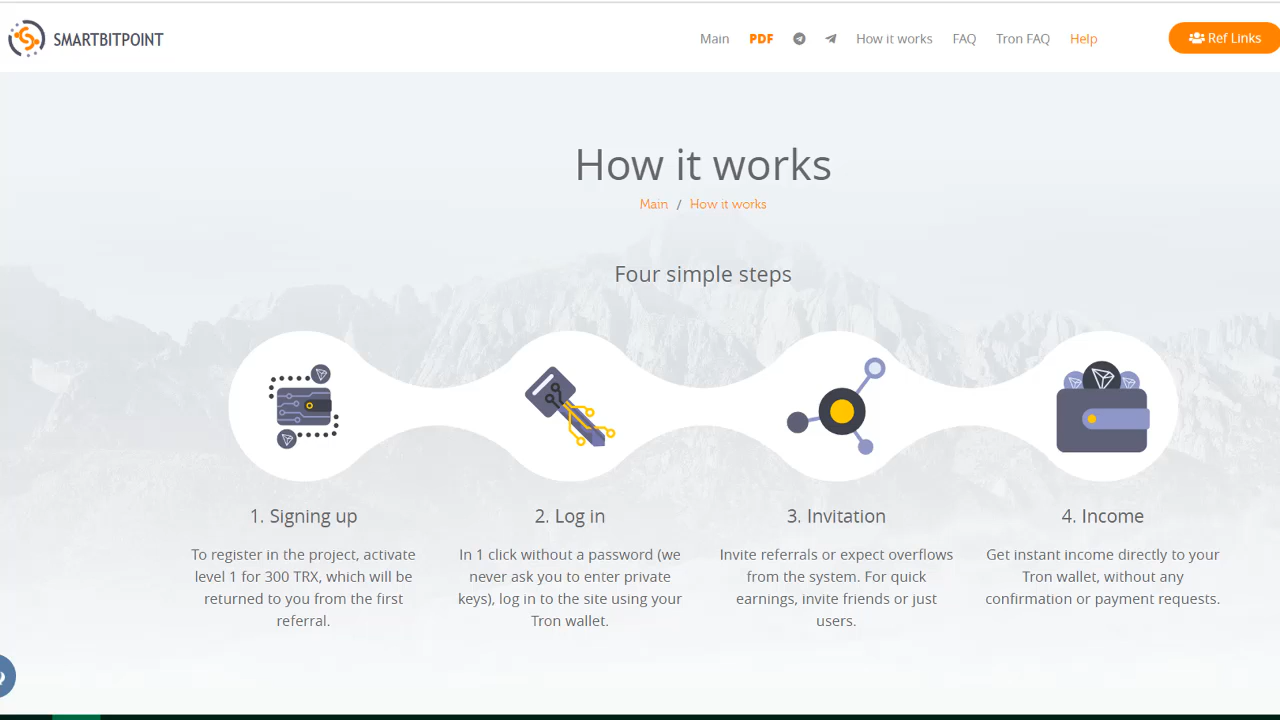 SMARTBITPOINT
Main PDF How it works FAQ Tron FAQ Help Ref Links
How it works
Main / How it works
Four simple steps
1. Signing up
To register in the project, activate
level 1 for 300 TRX, which will be
returned to you from the first
referral.
2. Log in
In 1 click without a password (we
never ask you to enter private
keys), log in to the site using your
Tron wallet.
3. Invitation
Invite referrals or expect overflows
from the system. For quick
earnings, invite friends or just
users.
4. Income
Get instant income directly to your
Tron wallet, without any
confirmation or payment requests.